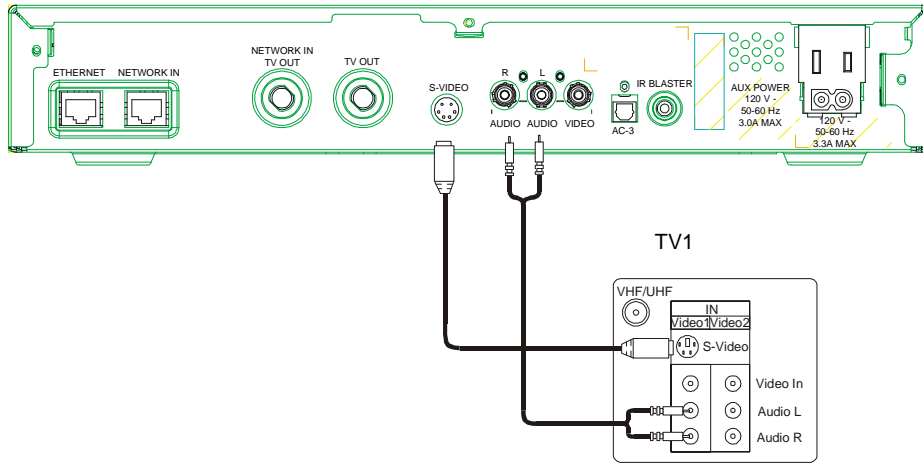 ETHERNET
NETWORK IN
NETWORK IN
TV OUT
TV OUT
S-VIDEO
R
L
AUDIO
AUDIO
VIDEO
AC-3
IR BLASTER
AUX POWER
120 V -
50-60 Hz
3.0A MAX
120 V -
50-60 Hz
3.3A MAX
TV1
VHF/UHF
IN
Video1
Video2
S-Video
Video In
Audio L
Audio R